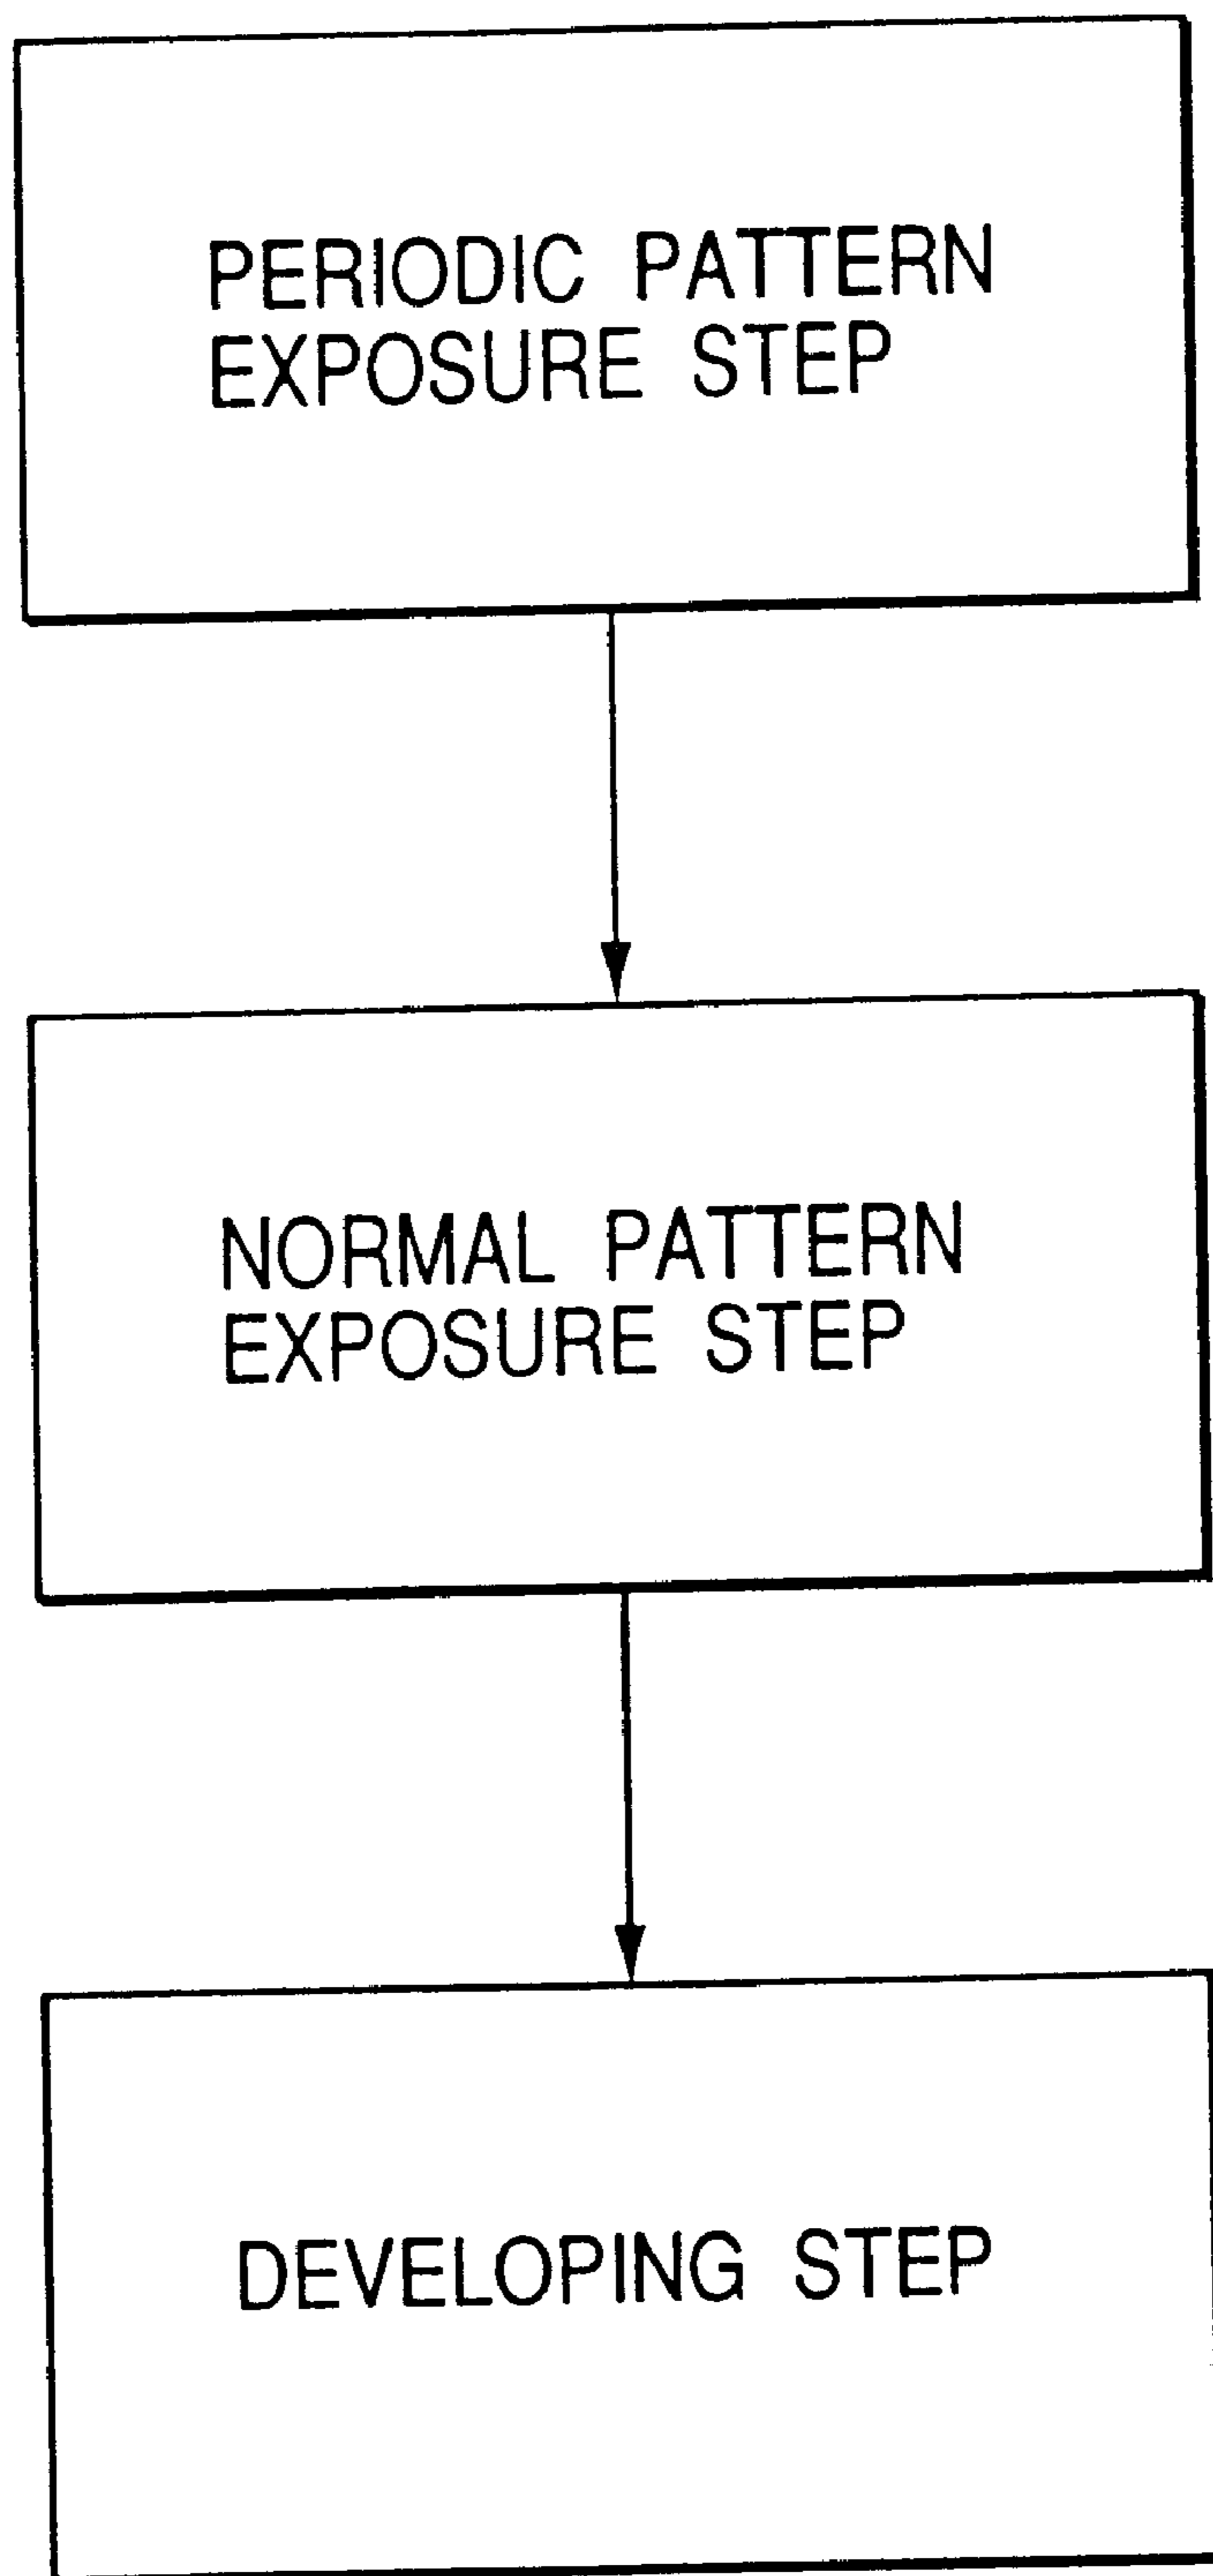 PERIODIC PATTERN
EXPOSURE STEP
NORMAL PATTERN
EXPOSURE STEP
DEVELOPING STEP